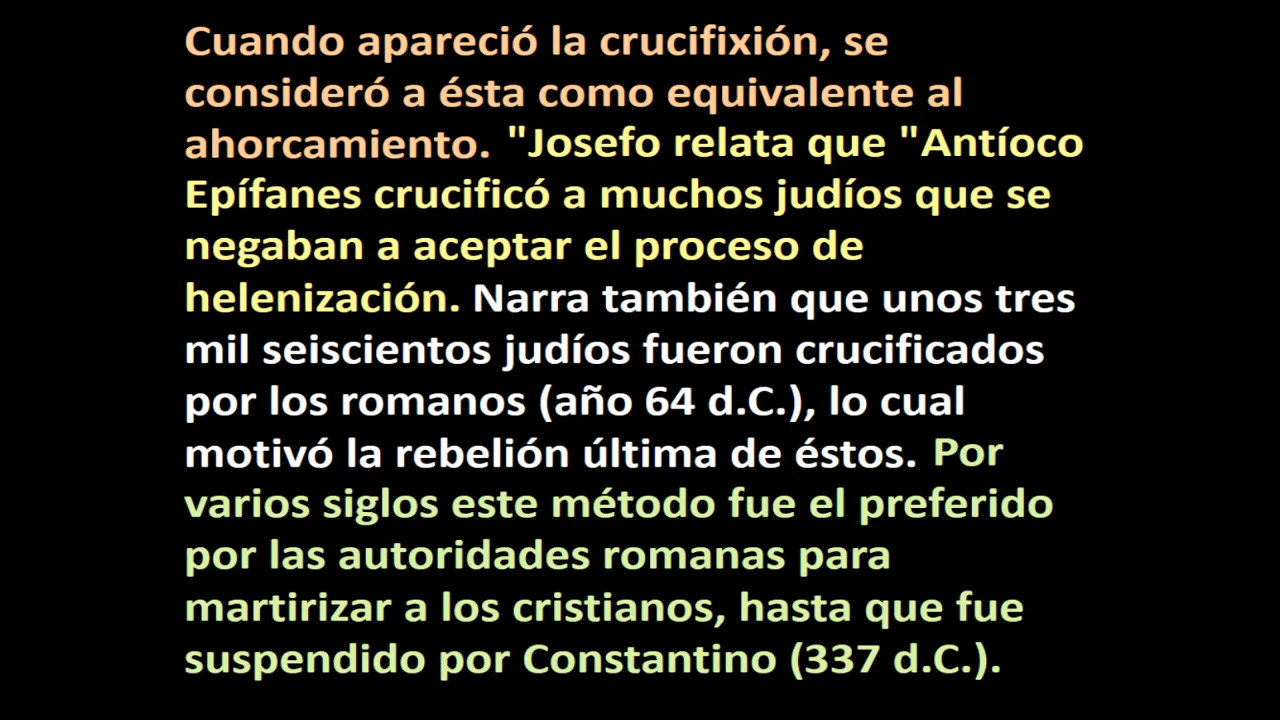 Cuando apareció la crucifixión, se
consideró a ésta como equivalente al
ahorcamiento. "Josefo relata que "Antíoco
Epífanes crucificó a muchos judíos que se
negaban a aceptar el proceso de
helenización. Narra también que unos tres
mil seiscientos judíos fueron crucificados
por los romanos (año 64 d.C.), lo cual
motivó la rebelión última de éstos. Por
varios siglos este método fue el preferido
por las autoridades romanas para
martirizar a los cristianos, hasta que fue
suspendido por Constantino (337 d.C.).